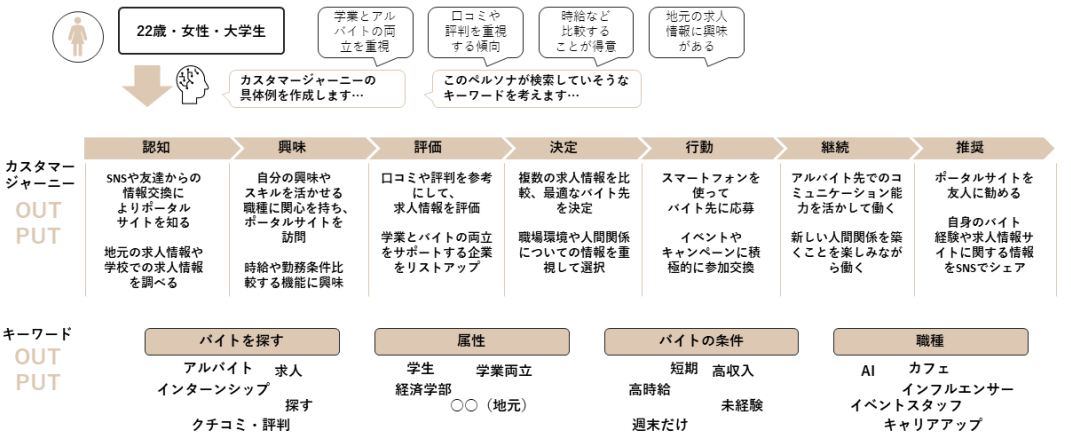 22歳・女性・大学生
学業とアル
バイトの両
立を重視
口コミや
評判を重視
する傾向
時給など
比較する
ことが得意
地元の求人
情報に興味
がある
カスタマージャーニーの
具体例を作成します…
このペルソナが検索していそうな
キーワードを考えます…
カスタマー
ジャーニー
OUT
PUT
認知
興味
評価
決定
行動
継続
推奨
SNSや友達からの
情報交換に
よりポータル
サイトを知る
地元の求人情報や
学校での求人情報
を調べる
自分の興味や
スキルを活かせる
職種に関心を持ち、
ポータルサイトを
訪問
時給や勤務条件比
較する機能に興味
口コミや評判を参考
にして、
求人情報を評価
学業とバイトの両立
をサポートする企業
をリストアップ
複数の求人情報を比
較、最適なバイト先
を決定
職場環境や人間関係
についての情報を重
視して選択
スマートフォンを
使って
バイト先に応募
イベントや
キャンペーンに積
極的に参加交換
アルバイト先でのコ
ミュニケーション能
力を活かして働く
新しい人間関係を築
くことを楽しみなが
ら働く
ポータルサイトを
友人に勧める
自身のバイト
経験や求人情報サ
イトに関する情報
をSNSでシェア
キーワード
OUT
PUT
バイトを探す
アルバイト
求人
インターンシップ
探す
クチコミ・評判
属性
学生
学業両立
経済学部
〇〇（地元）
バイトの条件
短期
高収入
高時給
未経験
週末だけ
職種
AI
カフェ
インフルエンサー
イベントスタッフ
キャリアアップ